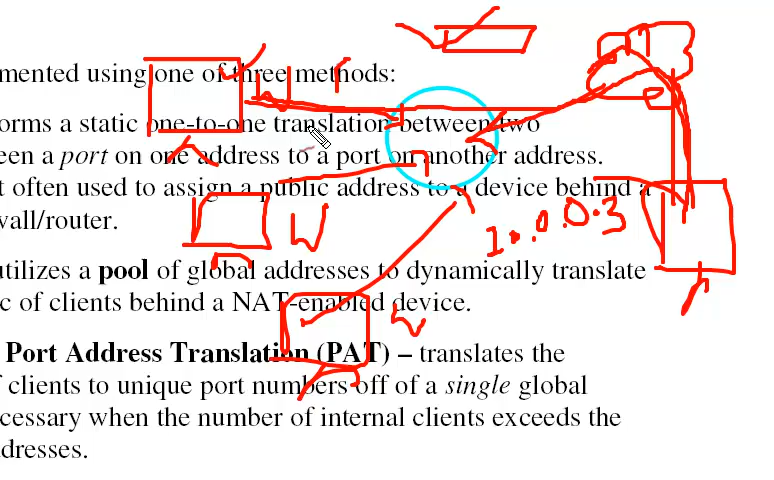 mented using one of three methods:
orms a static one-to-one translation between two
een a port on one address to a port on another address.
t often used to assign a public address to a device behind a
wall/router.
10.0.0.3
utilizes a pool of global addresses to dynamically translate
c of clients behind a NAT-enabled device.
Port Address Translation (PAT) – translates the
f clients to unique port numbers off of a single global
cessary when the number of internal clients exceeds the
dresses.